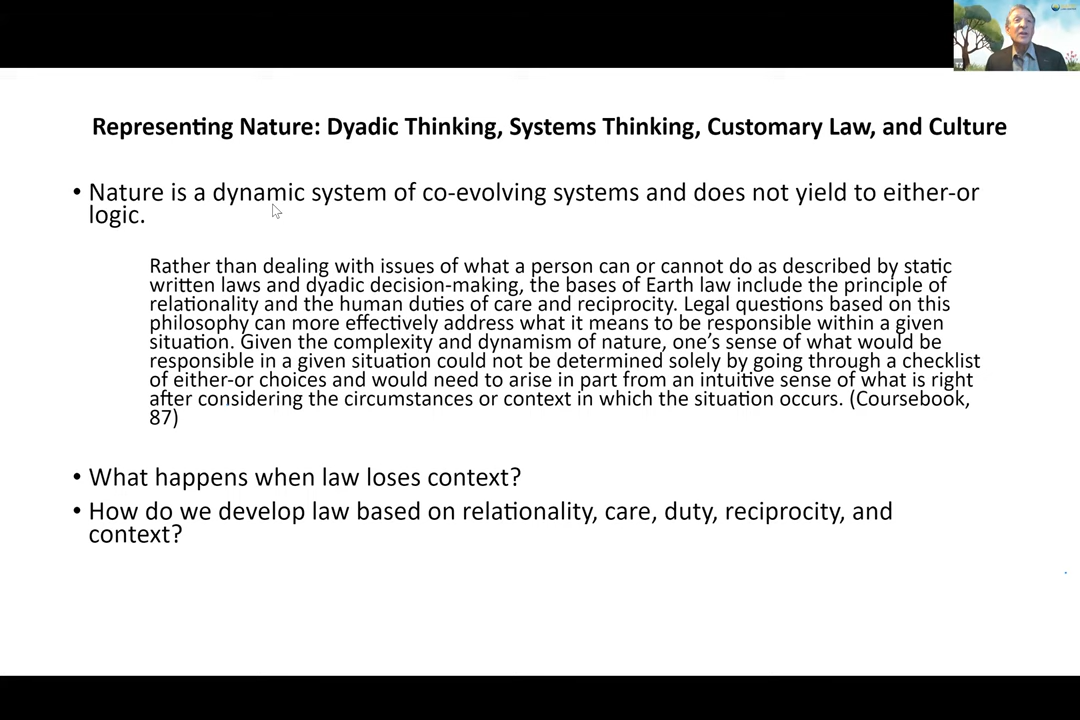 Representing Nature: Dyadic Thinking, Systems Thinking, Customary Law, and Culture
• Nature is a dynamic system of co-evolving systems and does not yield to either-or
logic.
Rather than dealing with issues of what a person can or cannot do as described by static
written laws and dyadic decision-making, the bases of Earth law include the principle of
relationality and the human duties of care and reciprocity. Legal questions based on this
philosophy can more effectively address what it means to be responsible within a given
situation. Given the complexity and dynamism of nature, one's sense of what would be
responsible in a given situation could not be determined solely by going through a checklist
of either-or choices and would need to arise in part from an intuitive sense of what is right
after considering the circumstances or context in which the situation occurs. (Coursebook,
87)
• What happens when law loses context?
• How do we develop law based on relationality, care, duty, reciprocity, and
context?